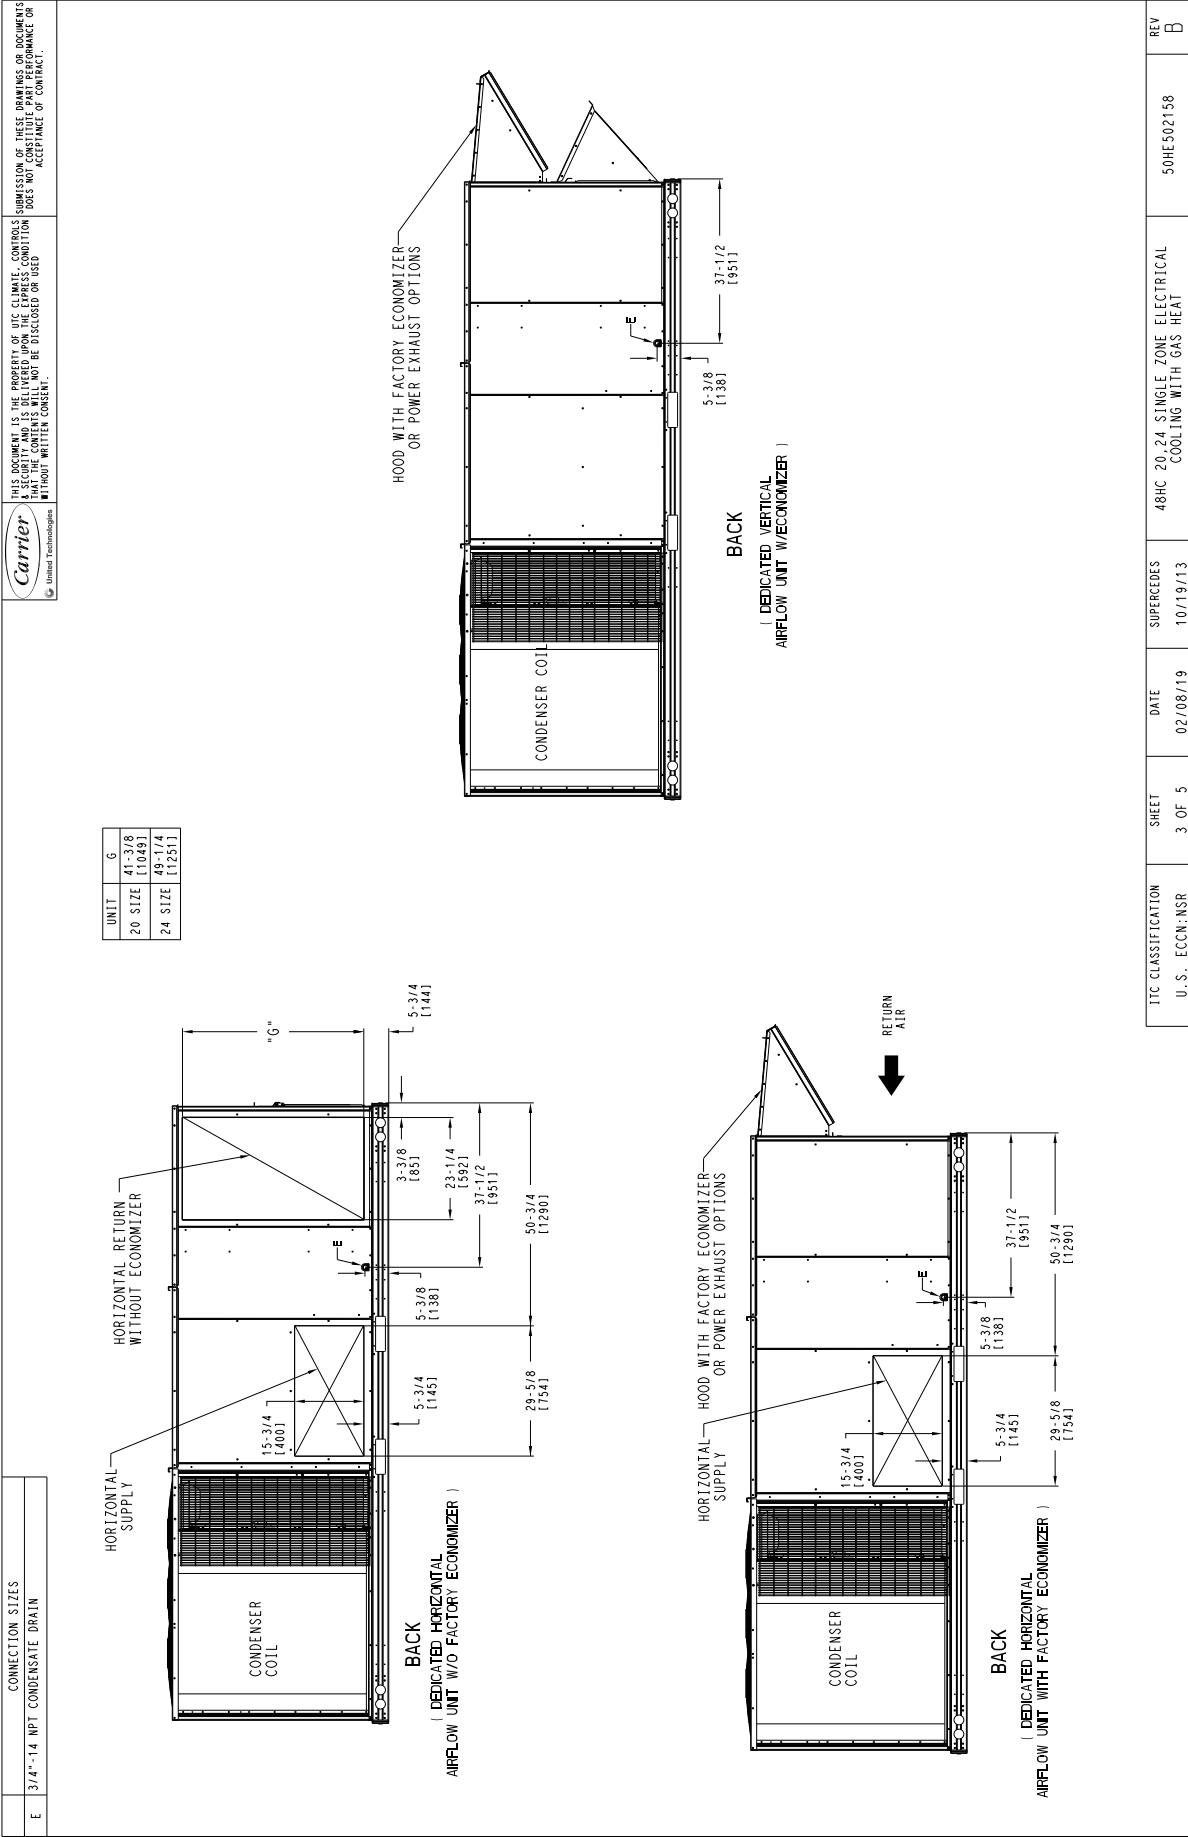 CONNECTION SIZES
E 3/4"-14 NPT CONDENSATE DRAIN
Carrier
United Technologies
THIS DOCUMENT IS THE PROPERTY OF UTC CLIMATE, CONTROLS
& SECURITY AND IS DELIVERED UPON THE EXPRESS CONDITION
THAT THE CONTENTS WILL NOT BE DISCLOSED OR USED
WITHOUT WRITTEN CONSENT.
SUBMISSION OF THESE DRAWINGS OR DOCUMENTS
DOES NOT CONSTITUTE PART PERFORMANCE OR
ACCEPTANCE OF CONTRACT.
UNIT G
20 SIZE 41-3/8
[1049]
24 SIZE 49-1/4
[1251]
HORIZONTAL
SUPPLY
HORIZONTAL RETURN
WITHOUT ECONOMIZER
"G"
5-3/4
[144]
CONDENSER
COIL
15-3/4
[400]
5-3/4
[145]
E
5-3/8
[138]
3-3/8
[85]
23-1/4
[592]
37-1/2
[951]
50-3/4
[1290]
29-5/8
[754]
BACK
( DEDICATED HORIZONTAL
AIRFLOW UNIT W/O FACTORY ECONOMIZER )
HOOD WITH FACTORY ECONOMIZER
OR POWER EXHAUST OPTIONS
CONDENSER COIL
E
5-3/8
[138]
37-1/2
[951]
BACK
( DEDICATED VERTICAL
AIRFLOW UNIT W/ECONOMIZER )
HORIZONTAL
SUPPLY
HOOD WITH FACTORY ECONOMIZER
OR POWER EXHAUST OPTIONS
RETURN
AIR
CONDENSER
COIL
15-3/4
[400]
5-3/4
[145]
E
5-3/8
[138]
37-1/2
[951]
50-3/4
[1290]
29-5/8
[754]
BACK
( DEDICATED HORIZONTAL
AIRFLOW UNIT WITH FACTORY ECONOMIZER )
ITC CLASSIFICATION
U.S. ECCN:NSR
SHEET
3 OF 5
DATE
02/08/19
SUPERCEDES
10/19/13
48HC 20,24 SINGLE ZONE ELECTRICAL
COOLING WITH GAS HEAT
50HE502158
REV
B